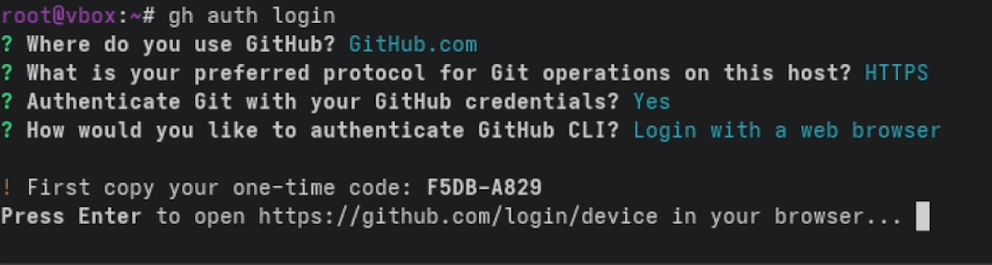 root@vbox:~# gh auth login
? Where do you use GitHub? GitHub.com
? What is your preferred protocol for Git operations on this host? HTTPS
? Authenticate Git with your GitHub credentials? Yes
? How would you like to authenticate GitHub CLI? Login with a web browser
! First copy your one-time code: F5DB-A829
Press Enter to open https://github.com/login/device in your browser...